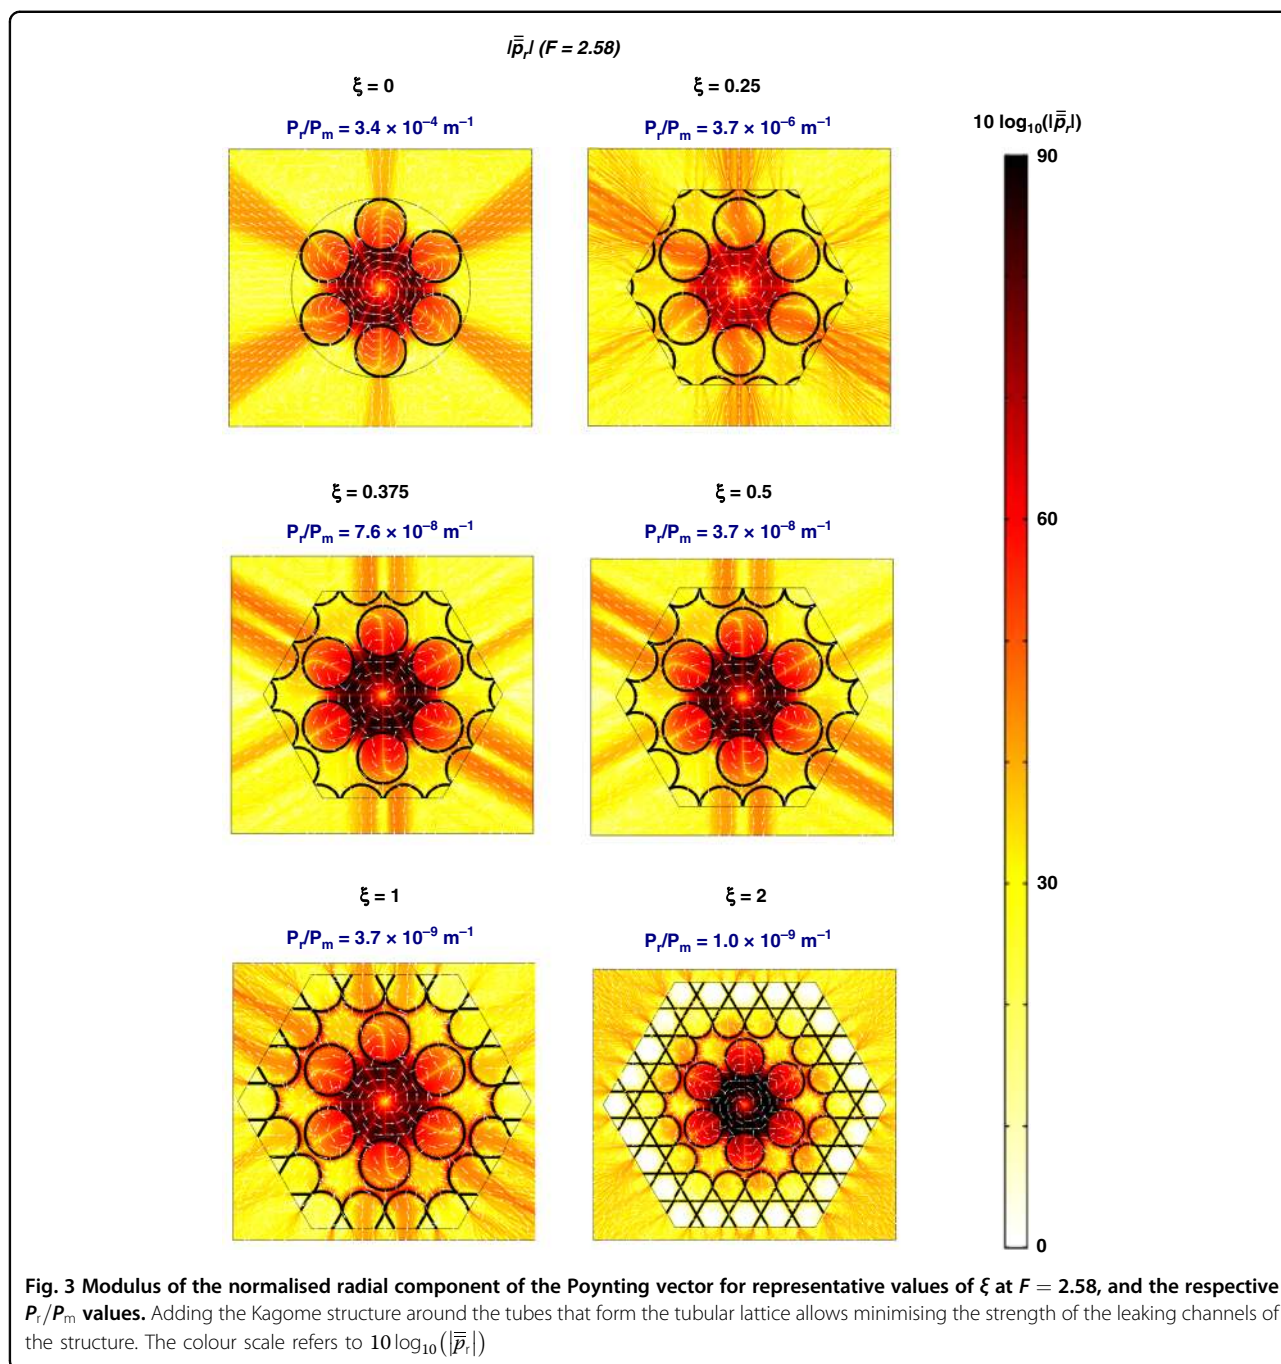 |p̿ᵣ| (F = 2.58)
ξ = 0
ξ = 0.25
Pᵣ/Pₘ = 3.4 × 10⁻⁴ m⁻¹
Pᵣ/Pₘ = 3.7 × 10⁻⁶ m⁻¹
10 log₁₀(|p̿ᵣ|)
90
60
ξ = 0.375
ξ = 0.5
Pᵣ/Pₘ = 7.6 × 10⁻⁸ m⁻¹
Pᵣ/Pₘ = 3.7 × 10⁻⁸ m⁻¹
30
ξ = 1
ξ = 2
Pᵣ/Pₘ = 3.7 × 10⁻⁹ m⁻¹
Pᵣ/Pₘ = 1.0 × 10⁻⁹ m⁻¹
0
Fig. 3 Modulus of the normalised radial component of the Poynting vector for representative values of ξ at F = 2.58, and the respective
Pᵣ/Pₘ values. Adding the Kagome structure around the tubes that form the tubular lattice allows minimising the strength of the leaking channels of
the structure. The colour scale refers to 10 log₁₀(|p̿ᵣ|)